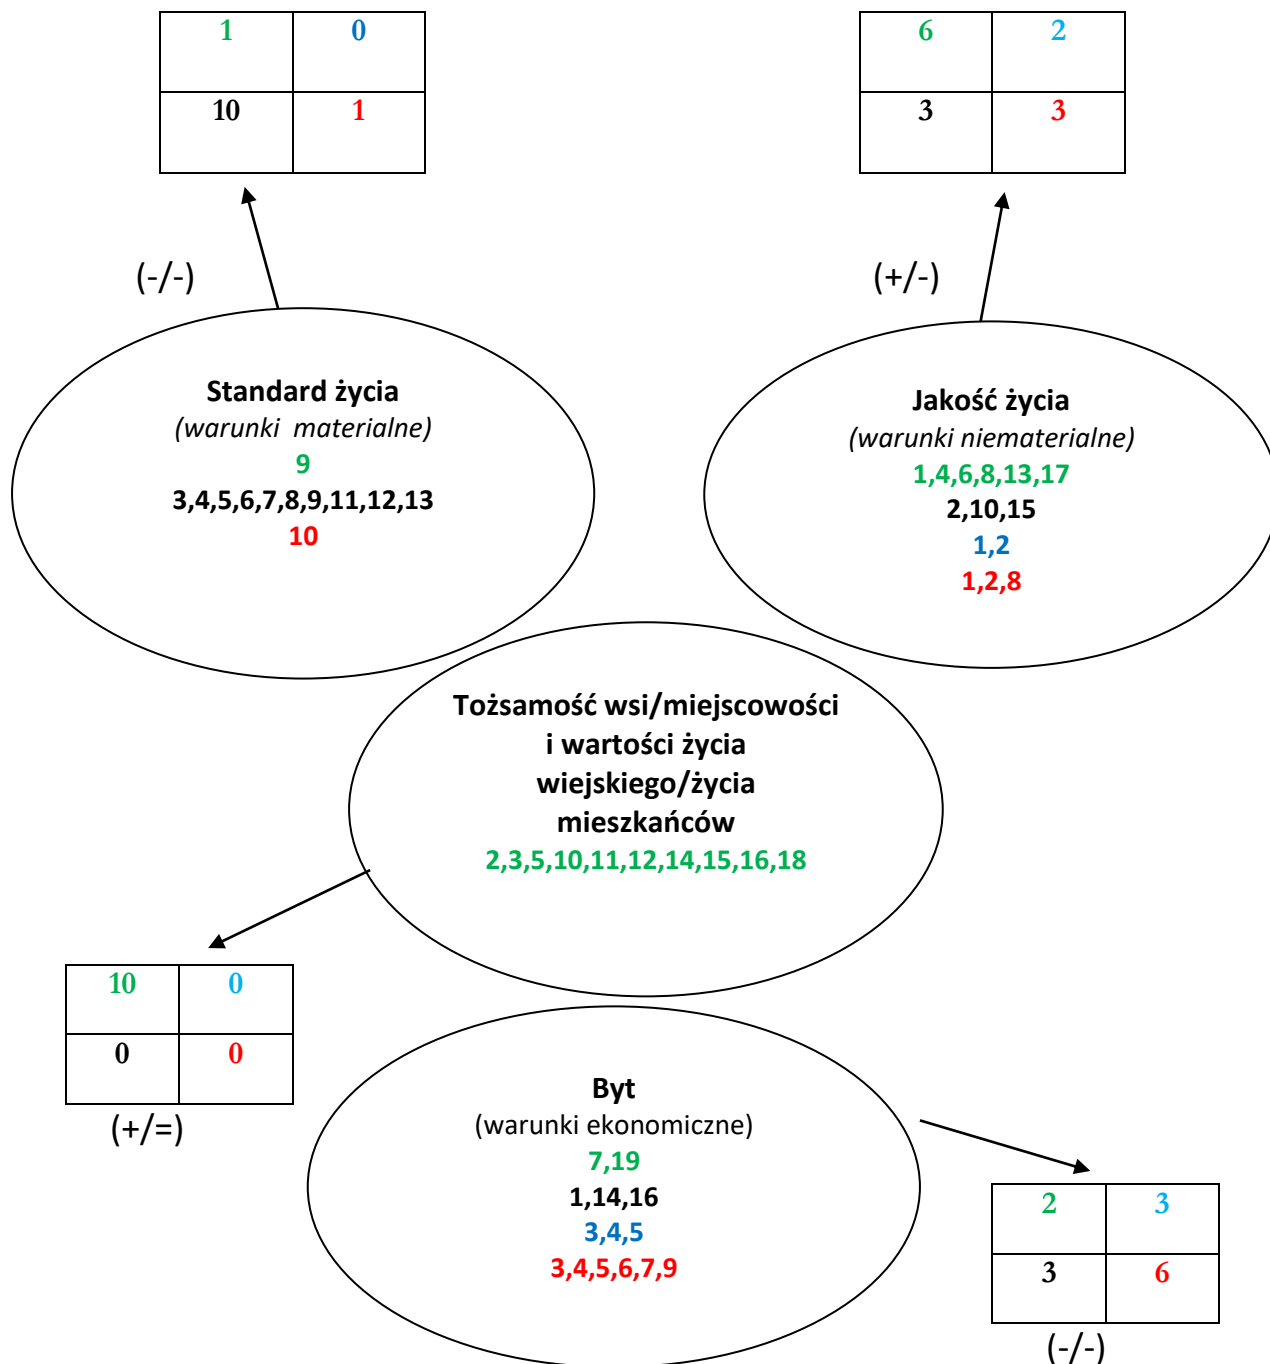 1 0
10 1
6 2
3 3
(-/-)
(+/-)
Standard życia
(warunki materialne)
9
3,4,5,6,7,8,9,11,12,13
10
Jakość życia
(warunki niematerialne)
1,4,6,8,13,17
2,10,15
1,2
1,2,8
Tożsamość wsi/miejscowości
i wartości życia
wiejskiego/życia
mieszkańców
2,3,5,10,11,12,14,15,16,18
10 0
0 0
(+/=)
Byt
(warunki ekonomiczne)
7,19
1,14,16
3,4,5
3,4,5,6,7,9
2 3
3 6
(-/-)